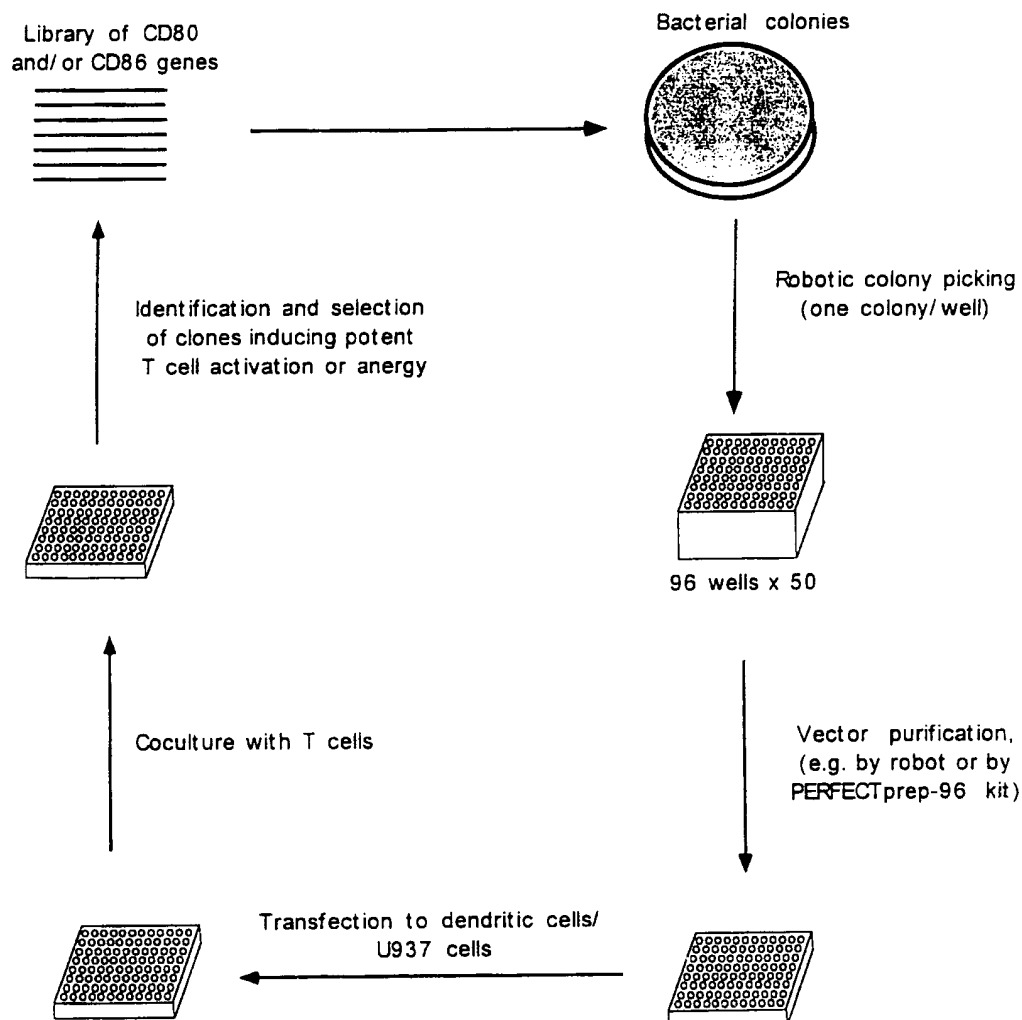 Library of CD80
and/or CD86 genes
Bacterial colonies
Robotic colony picking
(one colony/well)
96 wells x 50
Vector purification,
(e.g. by robot or by
PERFECTprep-96 kit)
Transfection to dendritic cells/
U937 cells
Coculture with T cells
Identification and selection
of clones inducing potent
T cell activation or anergy